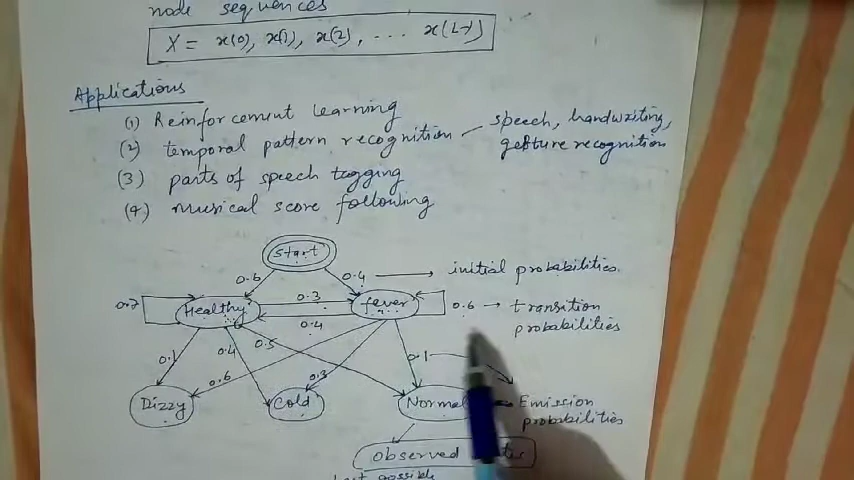 node sequences
X = x(0), x(1), x(2), ... x(L-1)
Applications
(1) Reinforcement learning
(2) temporal pattern recognition - speech, handwriting,
gesture recognition
(3) parts of speech tagging
(4) musical score following
Start
0.6 0.4 → initial probabilities
0.7 Healthy 0.3 fever 0.6 → transition
0.4 probabilities
0.1 0.4 0.5 0.6 0.3 0.1
Dizzy Cold Normal Emission
probabilities
observed
possible